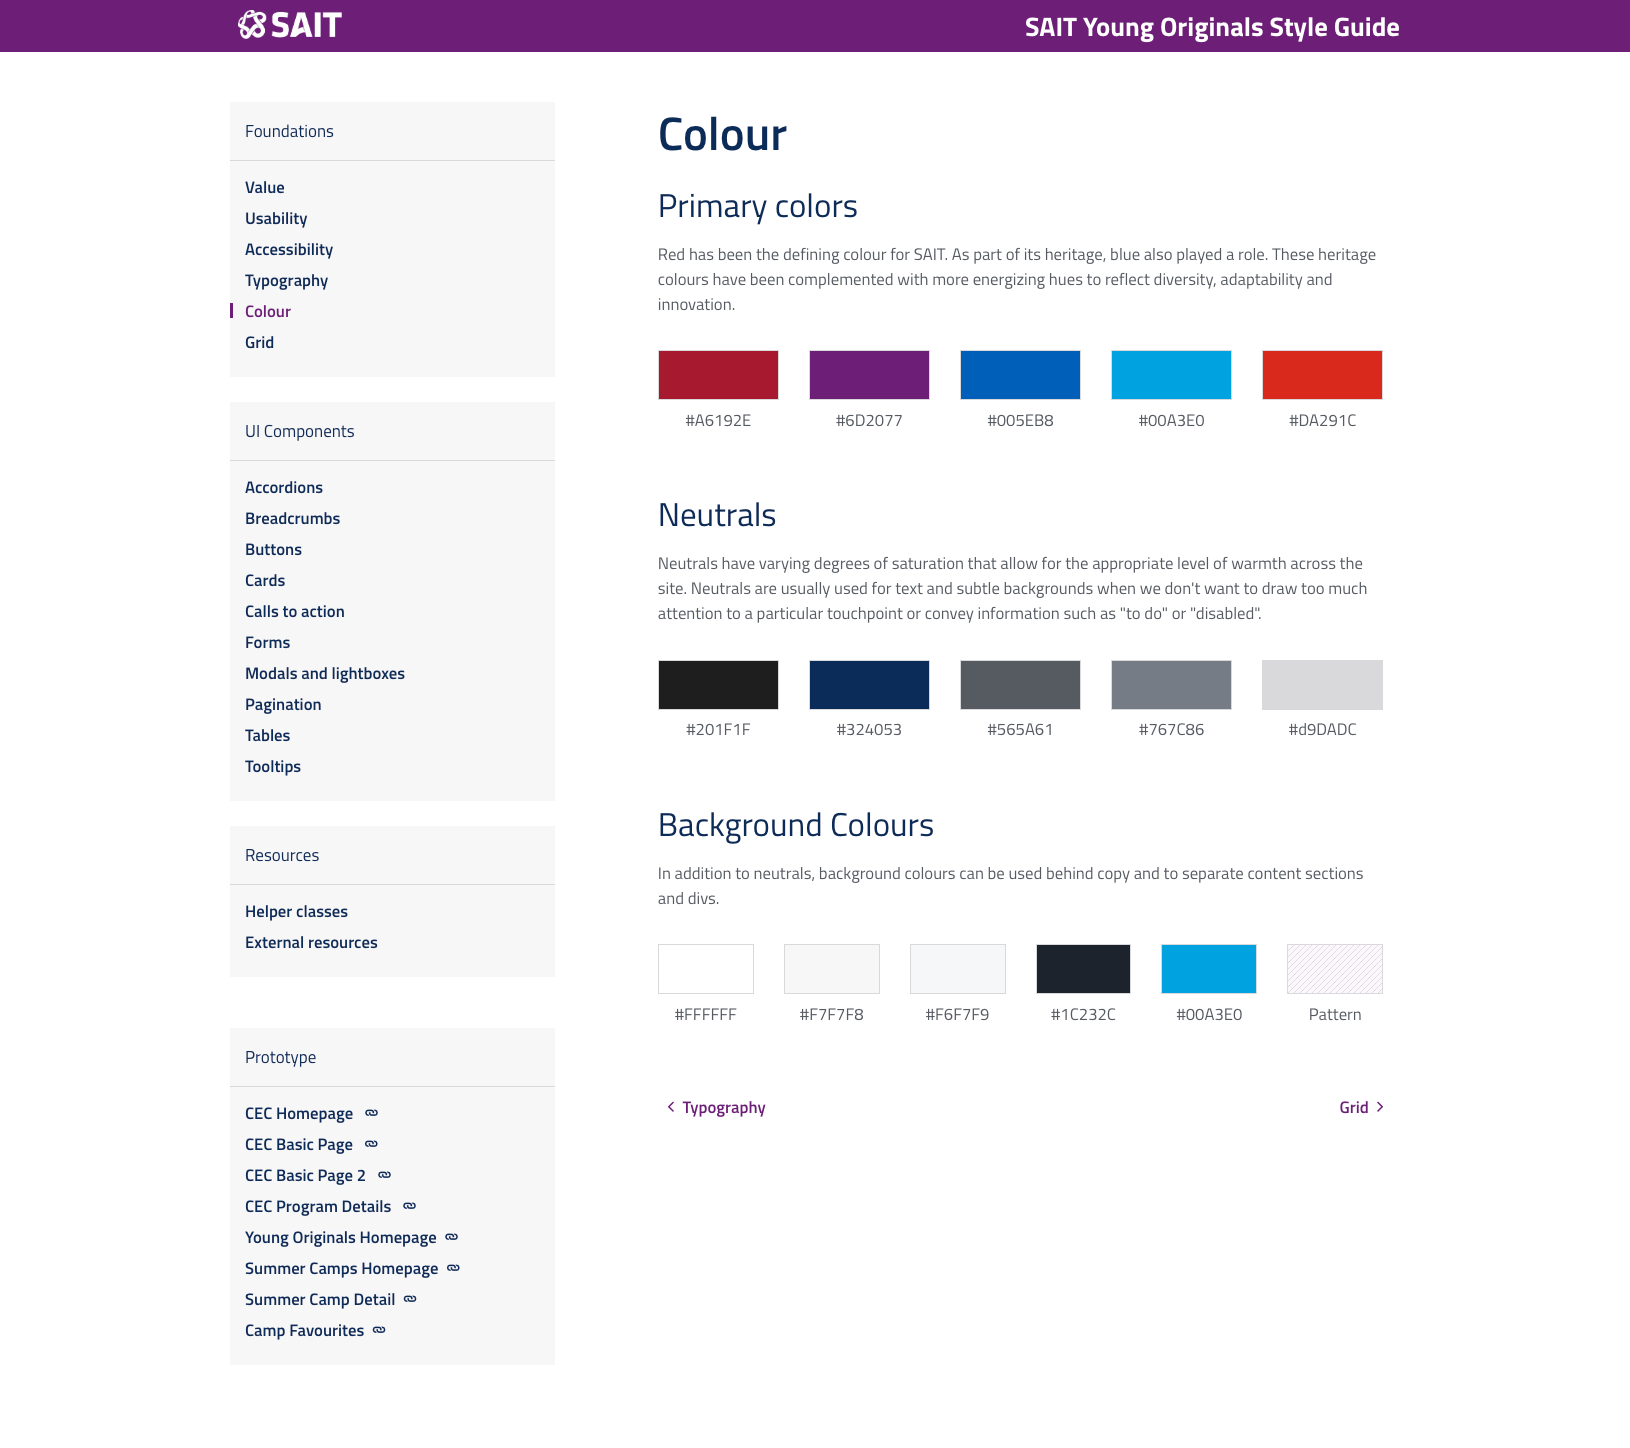 SAIT
SAIT Young Originals Style Guide
Foundations
Value
Usability
Accessibility
Typography
Colour
Grid
UI Components
Accordions
Breadcrumbs
Buttons
Cards
Calls to action
Forms
Modals and lightboxes
Pagination
Tables
Tooltips
Resources
Helper classes
External resources
Prototype
CEC Homepage
CEC Basic Page
CEC Basic Page 2
CEC Program Details
Young Originals Homepage
Summer Camps Homepage
Summer Camp Detail
Camp Favourites
Colour
Primary colors
Red has been the defining colour for SAIT. As part of its heritage, blue also played a role. These heritage
colours have been complemented with more energizing hues to reflect diversity, adaptability and
innovation.
#A6192E #6D2077 #005EB8 #00A3E0 #DA291C
Neutrals
Neutrals have varying degrees of saturation that allow for the appropriate level of warmth across the
site. Neutrals are usually used for text and subtle backgrounds when we don't want to draw too much
attention to a particular touchpoint or convey information such as "to do" or "disabled".
#201F1F #324053 #565A61 #767C86 #d9DADC
Background Colours
In addition to neutrals, background colours can be used behind copy and to separate content sections
and divs.
#FFFFFF #F7F7F8 #F6F7F9 #1C232C #00A3E0 Pattern
Typography Grid